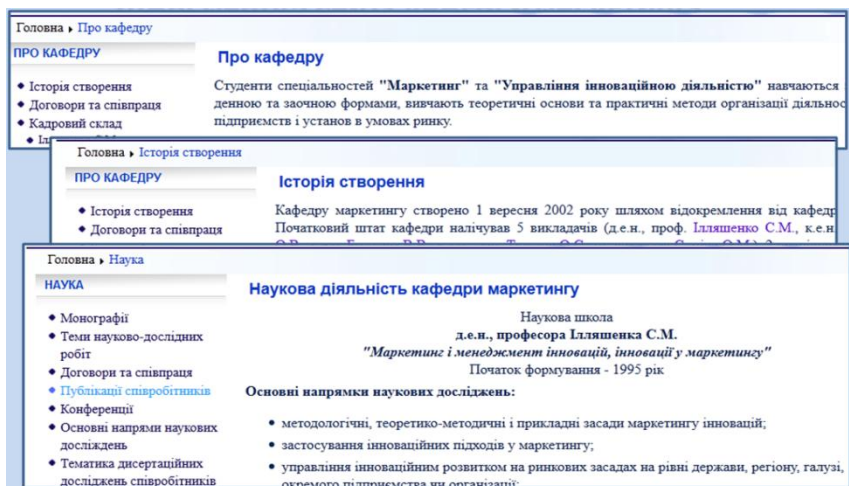 Головна ▸ Про кафедру
ПРО КАФЕДРУ
• Історія створення
• Договори та співпраця
• Кадровий склад
Про кафедру
Студенти спеціальностей "Маркетинг" та "Управління інноваційною діяльністю" навчаються
денною та заочною формами, вивчають теоретичні основи та практичні методи організації
підприємств і установ в умовах ринку.
Головна ▸ Історія створення
ПРО КАФЕДРУ
• Історія створення
• Договори та співпраця
Історія створення
Кафедру маркетингу створено 1 вересня 2002 року шляхом відокремлення від
Початковий штат кафедри налічував 5 викладачів (д.е.н., проф. Ілляшенко С.М., к.е.н.
Головна ▸ Наука
НАУКА
• Монографії
• Теми науково-дослідних
робіт
• Договори та співпраця
• Публікації співробітників
• Конференції
• Основні напрями наукових
досліждень
• Тематика дисертаційних
досліджень співробітників
Наукова діяльність кафедри маркетингу
Наукова школа
д.е.н., професора Ілляшенка С.М.
"Маркетинг і менеджмент інновацій, інновації у маркетингу"
Початок формування - 1995 рік
Основні напрямки наукових досліджень:
• методологічні, теоретико-методичні і прикладні засади маркетингу інновацій;
• застосування інноваційних підходів у маркетингу;
• управління інноваційним розвитком на ринкових засадах на рівні держави, регіону, галузі,
окремого підприємства чи організації;